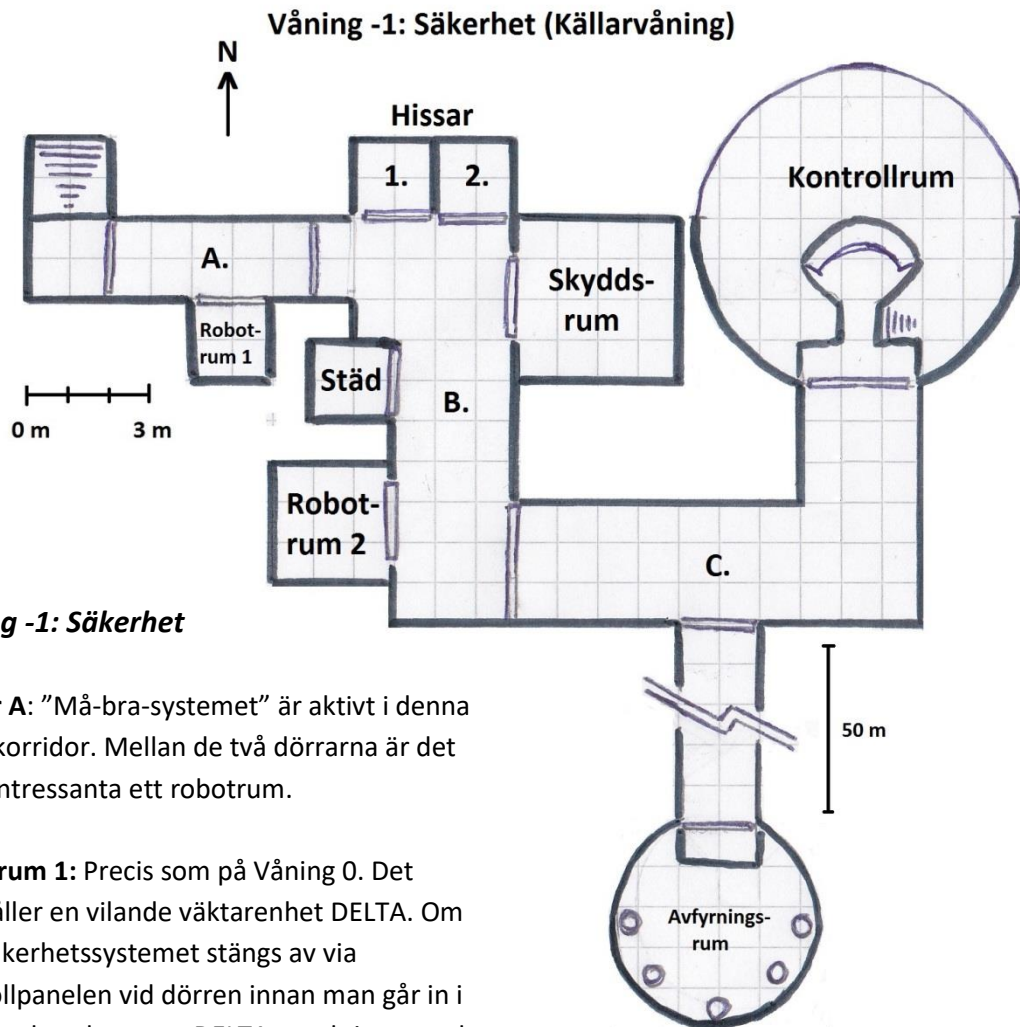 Våning -1: Säkerhet (Källarvåning)
N
Hissar
1.
2.
Kontrollrum
A.
Skydds-
rum
Robot-
rum 1
Städ
B.
0 m
3 m
Robot-
rum 2
C.
g -1: Säkerhet
50 m
r A: ”Må-bra-systemet” är aktivt i denna
korridor. Mellan de två dörrarna är det
ntressanta ett robotrum.
rum 1: Precis som på Våning 0. Det
åller en vilande väktarenhet DELTA. Om
äkerhetssystemet stängs av via
ollpanelen vid dörren innan man går in i
Avfyrnings-
rum